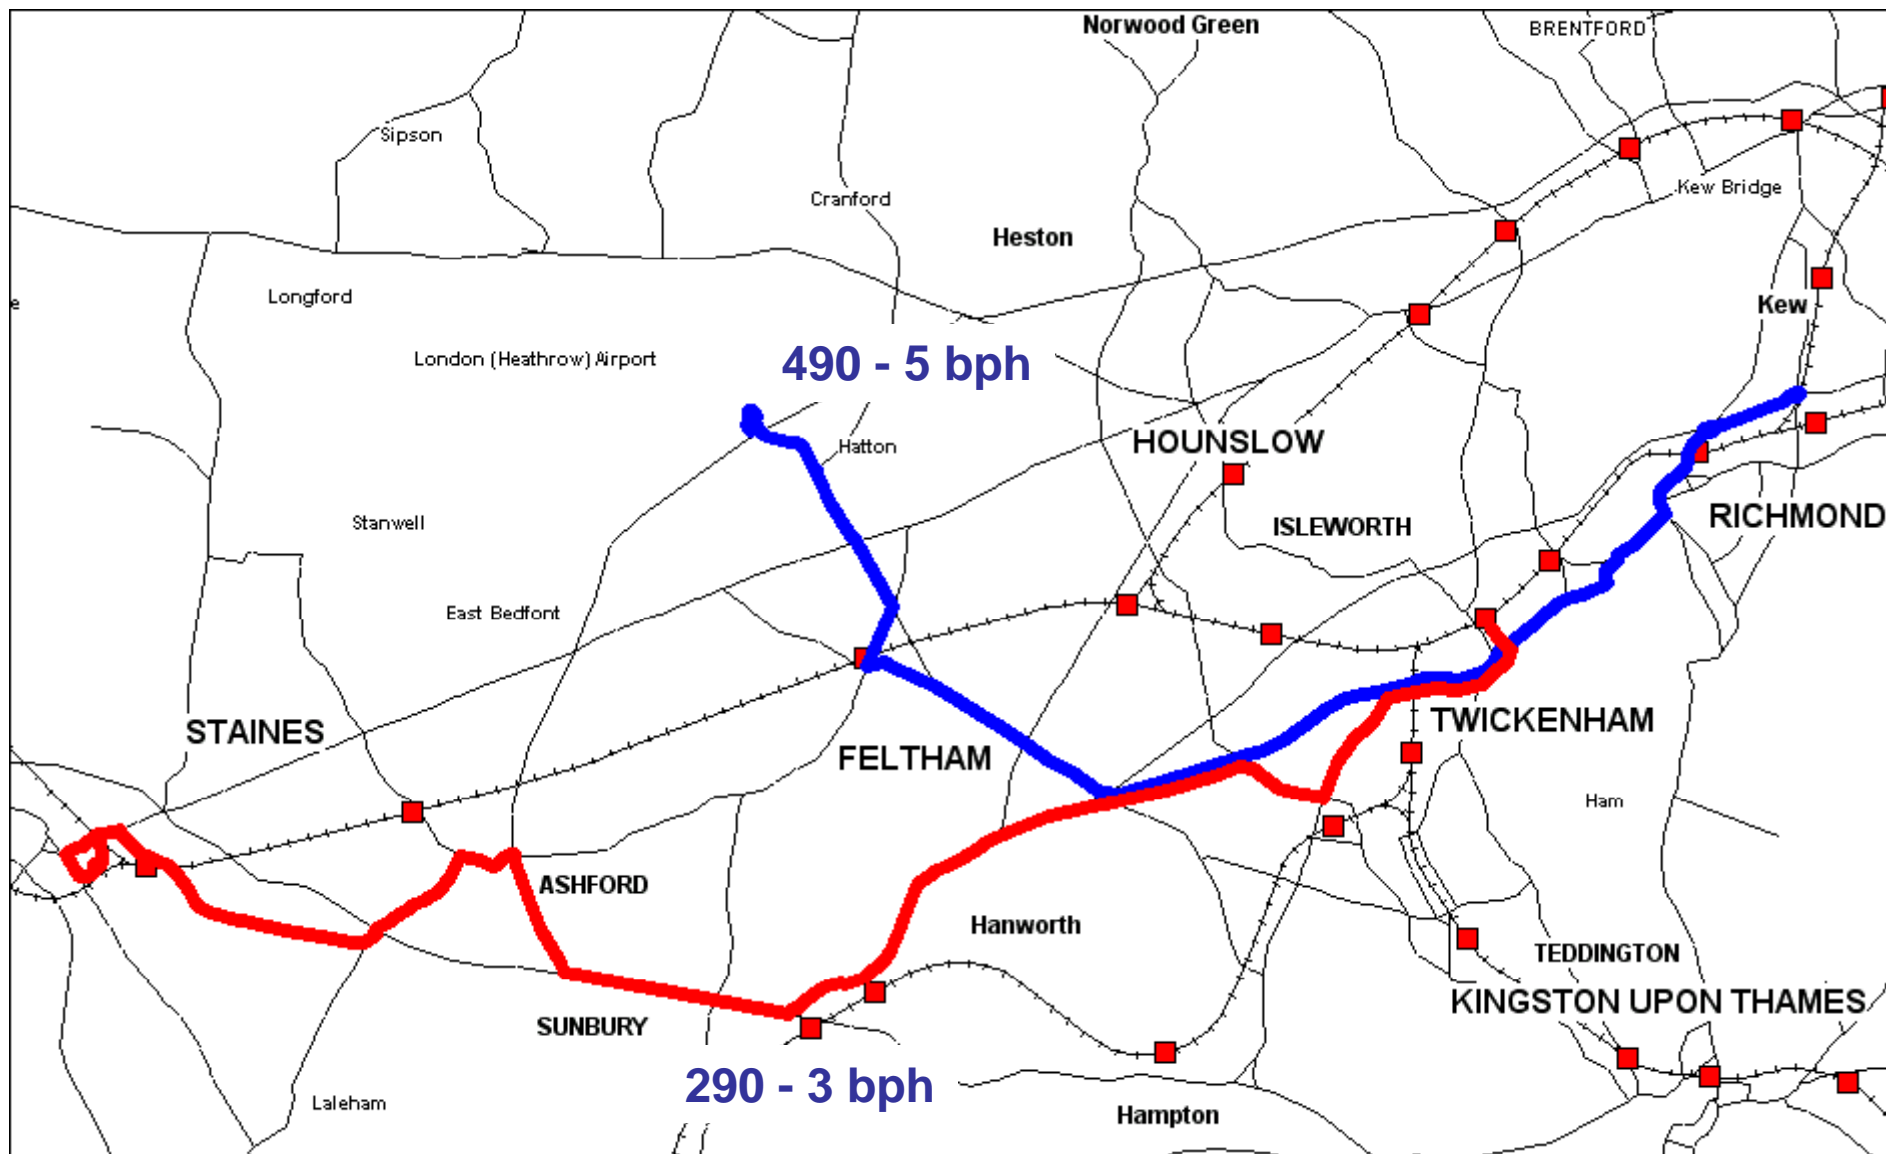 Norwood Green
BRENTFORD
Sipson
Kew Bridge
Cranford
Heston
Longford
e
Kew
London (Heathrow) Airport
490 - 5 bph
HOUNSLOW
Hatton
RICHMOND
Stanwell
ISLEWORTH
East Bedfont
TWICKENHAM
STAINES
FELTHAM
Ham
ASHFORD
Hanworth
TEDDINGTON
KINGSTON UPON THAMES
SUNBURY
290 - 3 bph
Laleham
Hampton